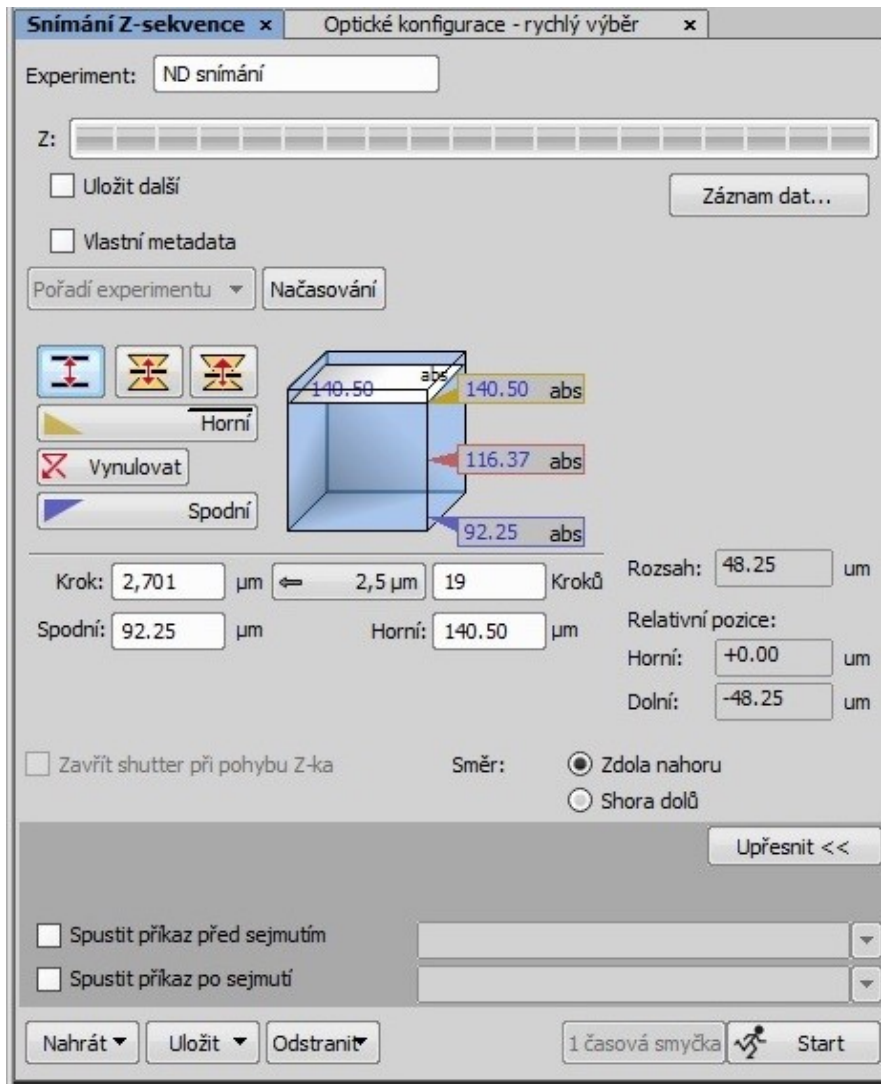 Snímání Z-sekvence × Optické konfigurace - rychlý výběr ×
Experiment: ND snímání
Z:
Uložit další
Záznam dat...
Vlastní metadata
Pořadí experimentu Načasování
140.50 abs 140.50 abs
Horní
Vynulovat 116.37 abs
Spodní
92.25 abs
Krok: 2,701 µm 2,5 µm 19 Kroků Rozsah: 48.25 um
Spodní: 92.25 µm Horní: 140.50 µm Relativní pozice:
Horní: +0.00 um
Dolní: -48.25 um
Zavřít shutter při pohybu Z-ka Směr: Zdola nahoru
Shora dolů
Upřesnit <<
Spustit příkaz před sejmutím
Spustit příkaz po sejmutí
Nahrát Uložit Odstranit 1 časová smyčka Start